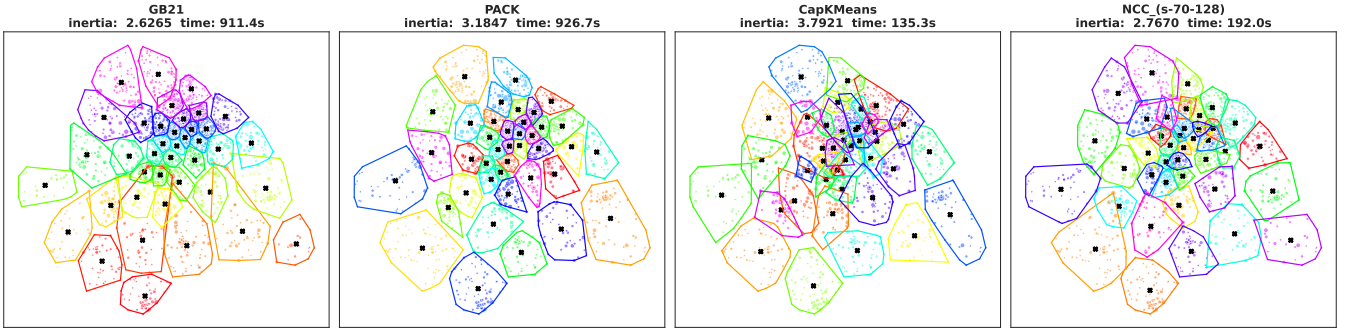 GB21
inertia: 2.6265 time: 911.4s
PACK
inertia: 3.1847 time: 926.7s
CapKMeans
inertia: 3.7921 time: 135.3s
NCC_(s-70-128)
inertia: 2.7670 time: 192.0s